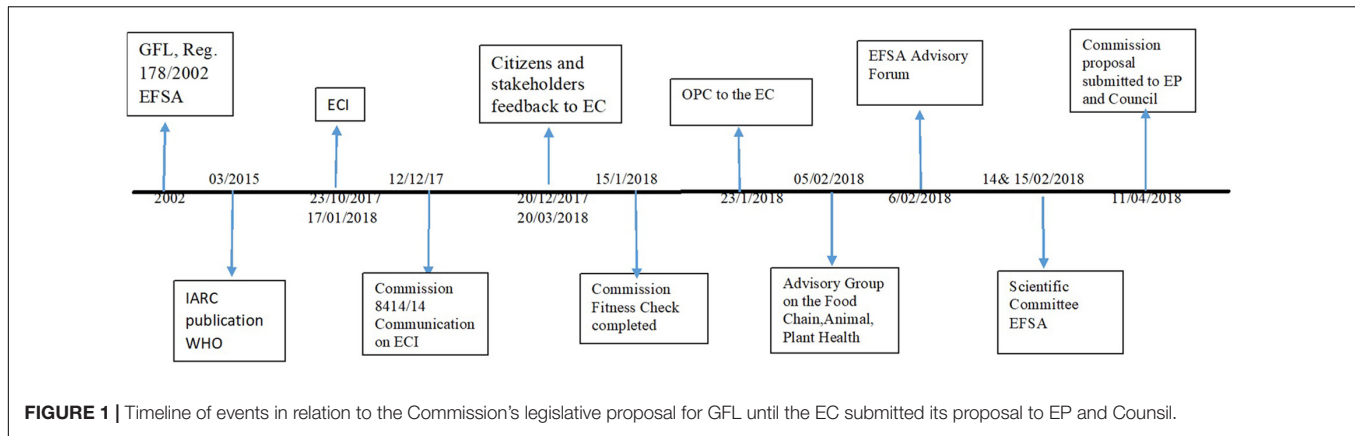 GFL, Reg.
178/2002
EFSA
ECI
Citizens and
stakeholders
feedback to EC
OPC to the EC
EFSA Advisory
Forum
Commission
proposal
submitted to EP
and Council
03/2015
12/12/17
15/1/2018
05/02/2018
14& 15/02/2018
2002
23/10/2017
17/01/2018
20/12/2017
20/03/2018
23/1/2018
6/02/2018
11/04/2018
IARC
publication
WHO
Commission
8414/14
Communication
on ECI
Commission
Fitness Check
completed
Advisory Group
on the Food
Chain,Animal,
Plant Health
Scientific
Committee
EFSA
FIGURE 1 | Timeline of events in relation to the Commission's legislative proposal for GFL until the EC submitted its proposal to EP and Counsil.